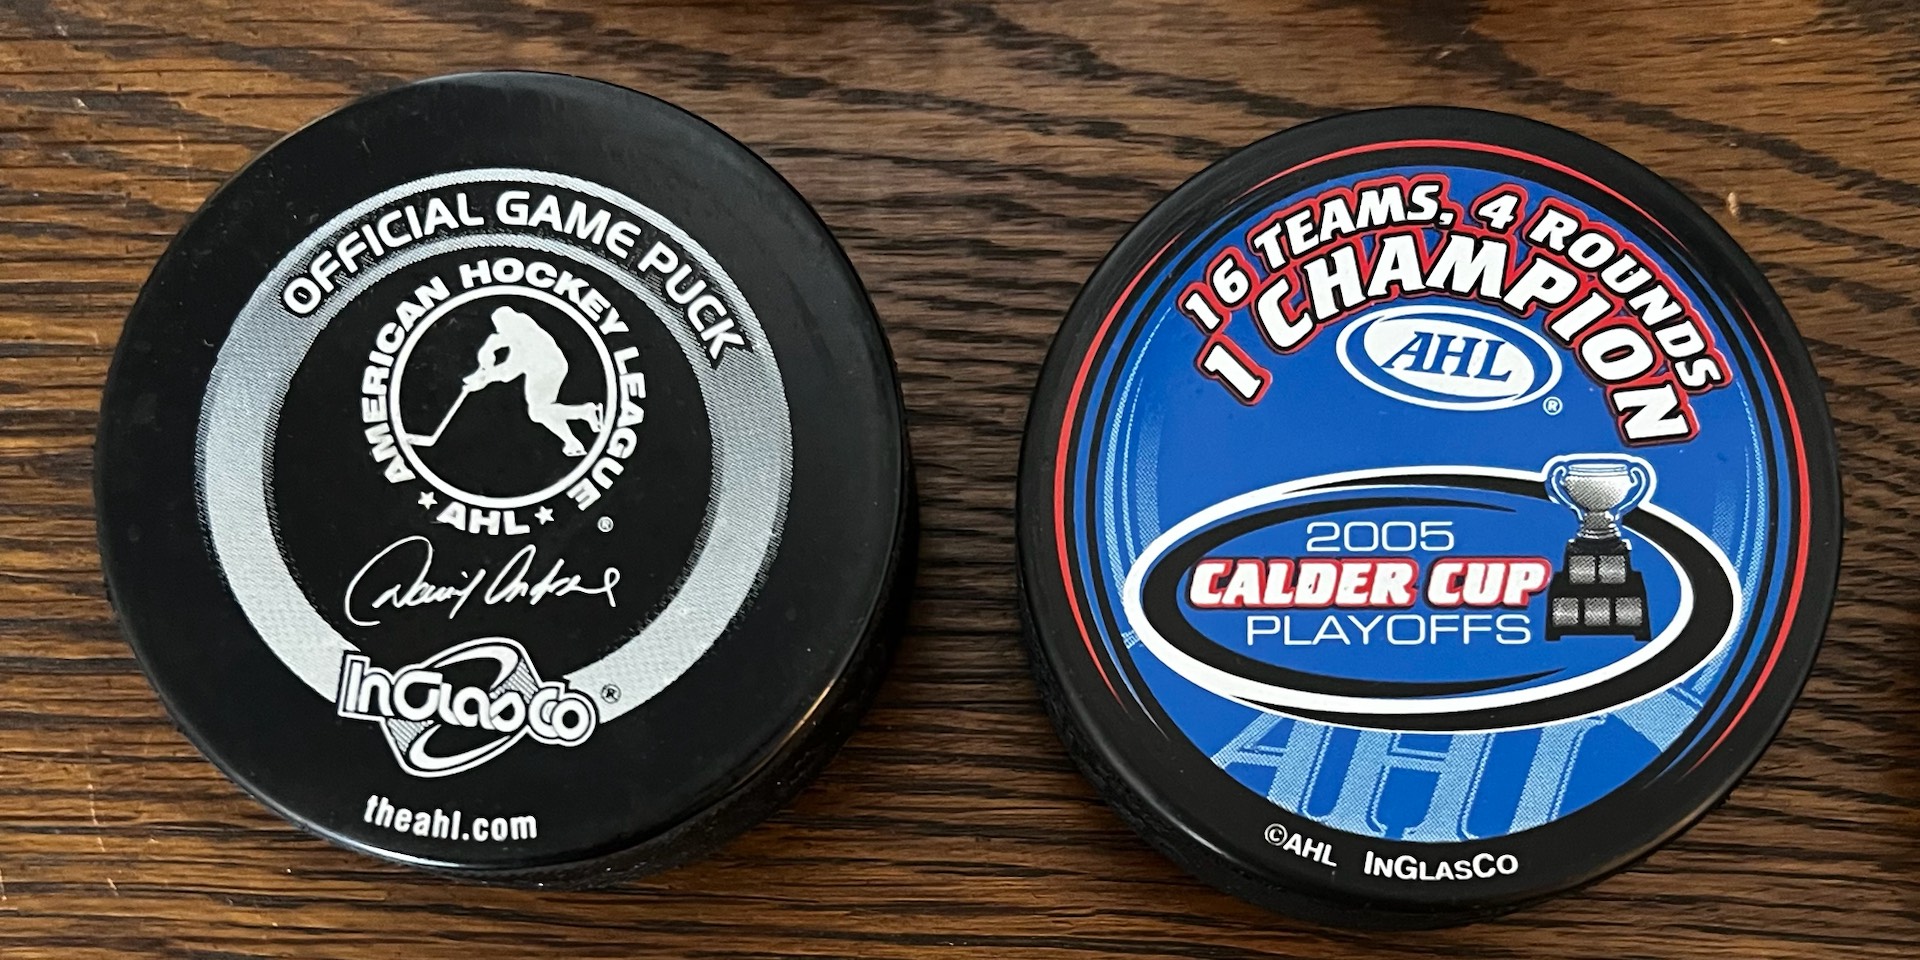 OFFICIAL GAME PUCK
AMERICAN HOCKEY LEAGUE
★ AHL ★ ®
InGlasCo ®
theahl.com
16 TEAMS, 4 ROUNDS
1 CHAMPION
AHL ®
2005
CALDER CUP
PLAYOFFS
AHL
©AHL INGLASCO